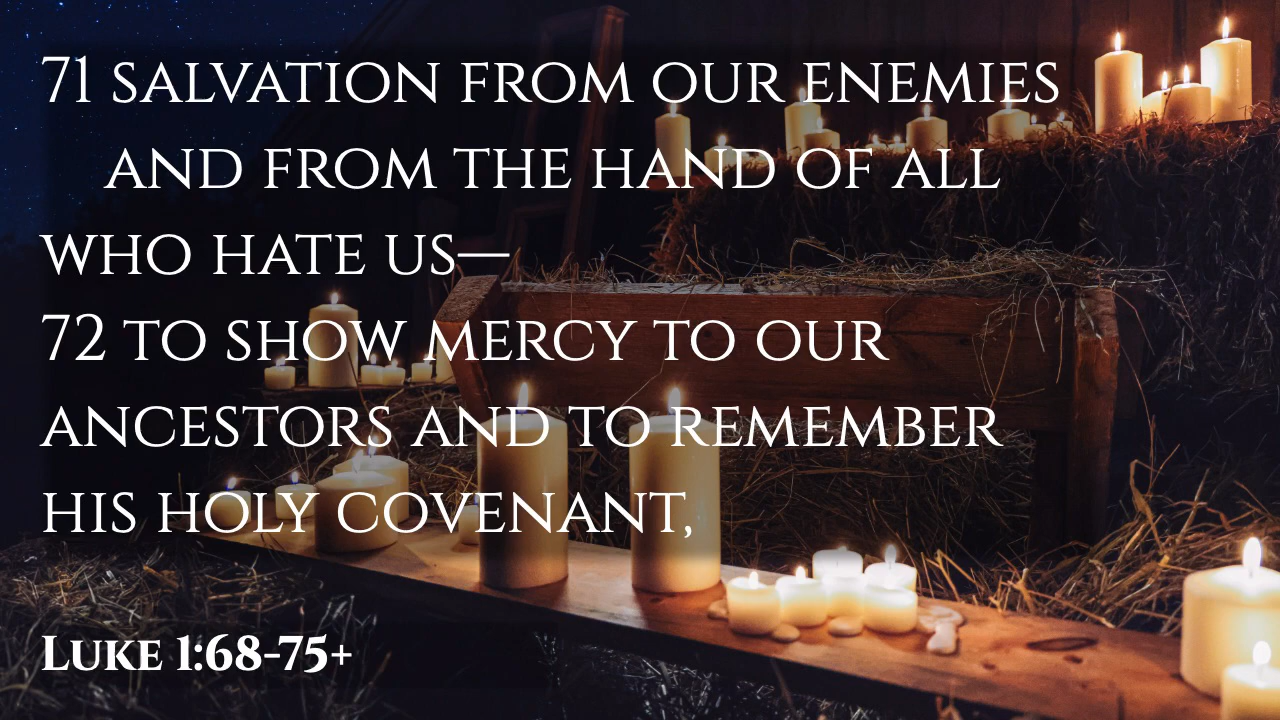 71 SALVATION FROM OUR ENEMIES
AND FROM THE HAND OF ALL
WHO HATE US—
72 TO SHOW MERCY TO OUR
ANCESTORS AND TO REMEMBER
HIS HOLY COVENANT,
LUKE 1:68-75+